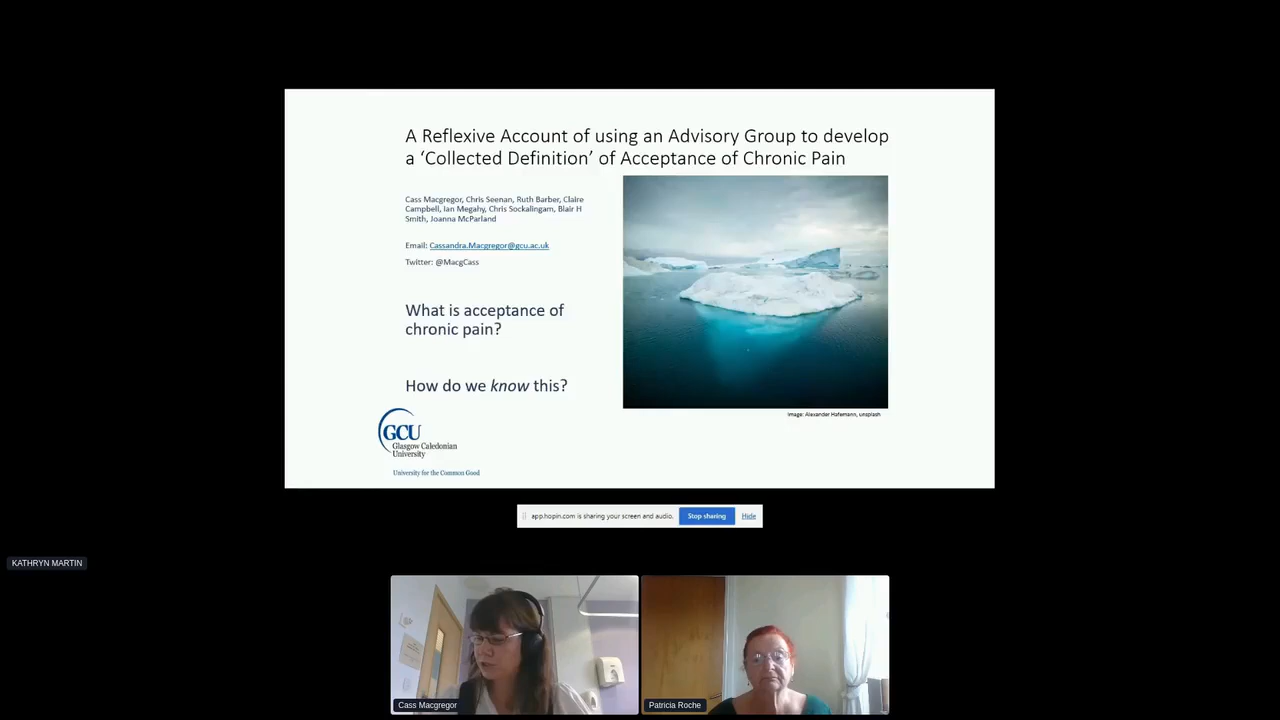 A Reflexive Account of using an Advisory Group to develop
a ‘Collected Definition’ of Acceptance of Chronic Pain
Cass Macgregor, Chris Seenan, Ruth Barber, Claire
Campbell, Ian Megahy, Chris Sockalingam, Blair H
Smith, Joanna McParland
Email: Cassandra.Macgregor@gcu.ac.uk
Twitter: @MacgCass
What is acceptance of
chronic pain?
How do we know this?
Image: Alexander Hafemann, unsplash
GCU
Glasgow Caledonian
University
University for the Common Good
app.hopin.com is sharing your screen and audio.
Stop sharing
Hide
KATHRYN MARTIN
Cass Macgregor
Patricia Roche